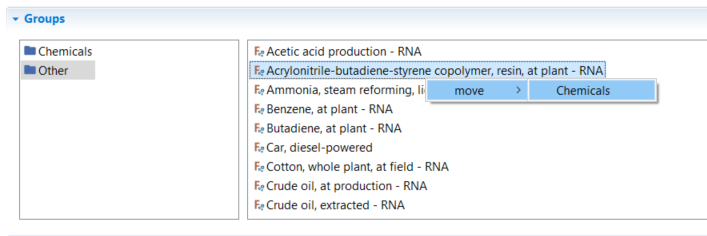 Groups
Chemicals
Other
Acetic acid production - RNA
Acrylonitrile-butadiene-styrene copolymer, resin, at plant - RNA
Ammonia, steam reforming, li
move
Chemicals
Benzene, at plant - RNA
Butadiene, at plant - RNA
Car, diesel-powered
Cotton, whole plant, at field - RNA
Crude oil, at production - RNA
Crude oil, extracted - RNA